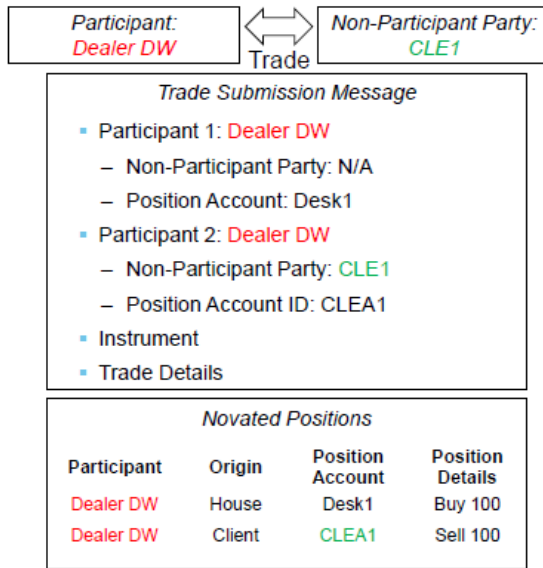 Participant:
Dealer DW
Trade
Non-Participant Party:
CLE1
Trade Submission Message
▪ Participant 1: Dealer DW
– Non-Participant Party: N/A
– Position Account: Desk1
▪ Participant 2: Dealer DW
– Non-Participant Party: CLE1
– Position Account ID: CLEA1
▪ Instrument
▪ Trade Details
Novated Positions
Participant Origin Position Account Position Details
Dealer DW House Desk1 Buy 100
Dealer DW Client CLEA1 Sell 100